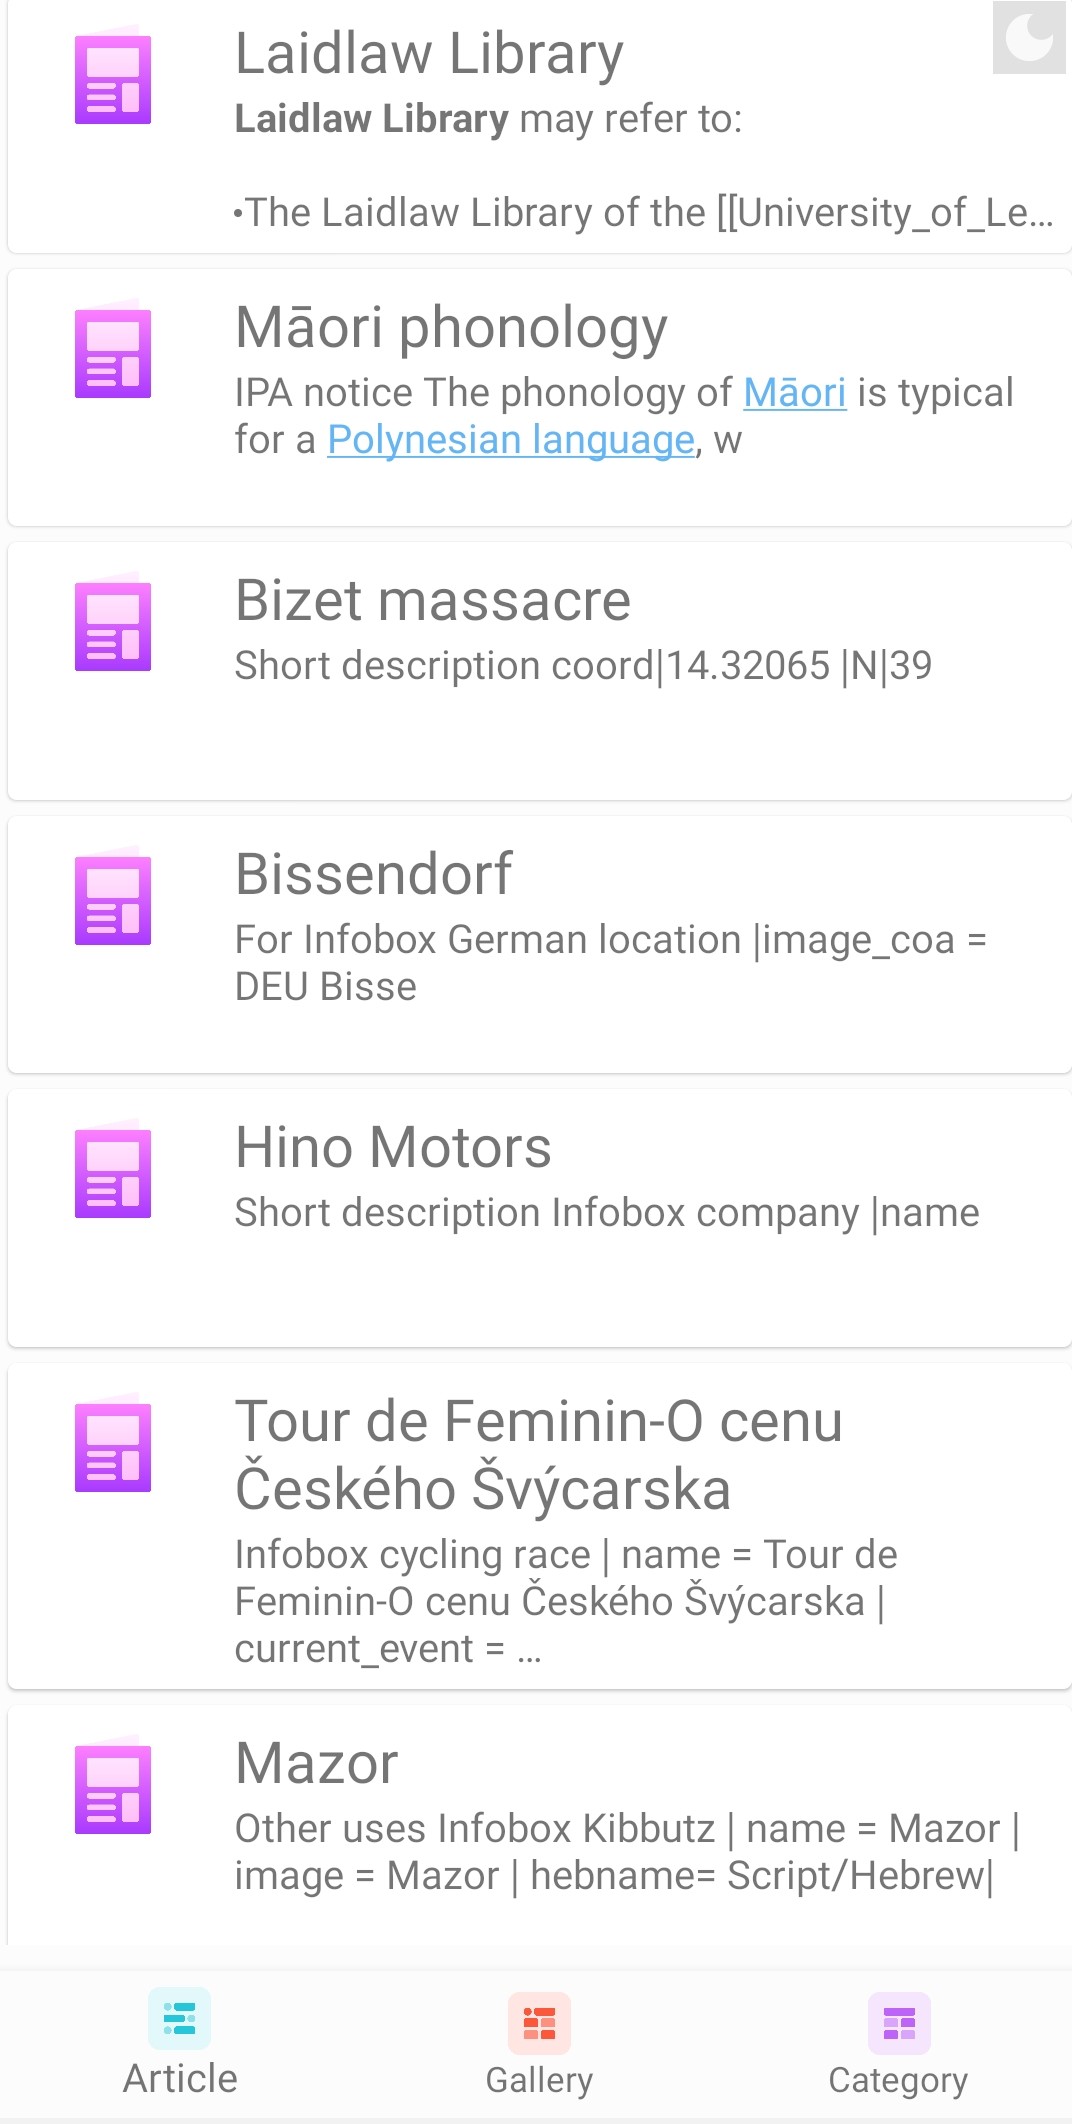 Laidlaw Library
Laidlaw Library may refer to:
•The Laidlaw Library of the [[University_of_Le...
Māori phonology
IPA notice The phonology of Māori is typical
for a Polynesian language, w
Bizet massacre
Short description coord|14.32065 |N|39
Bissendorf
For Infobox German location |image_coa =
DEU Bisse
Hino Motors
Short description Infobox company |name
Tour de Feminin-O cenu
Českého Švýcarska
Infobox cycling race | name = Tour de
Feminin-O cenu Českého Švýcarska |
current_event = ...
Mazor
Other uses Infobox Kibbutz | name = Mazor |
image = Mazor | hebname= Script/Hebrew|
Article
Gallery
Category